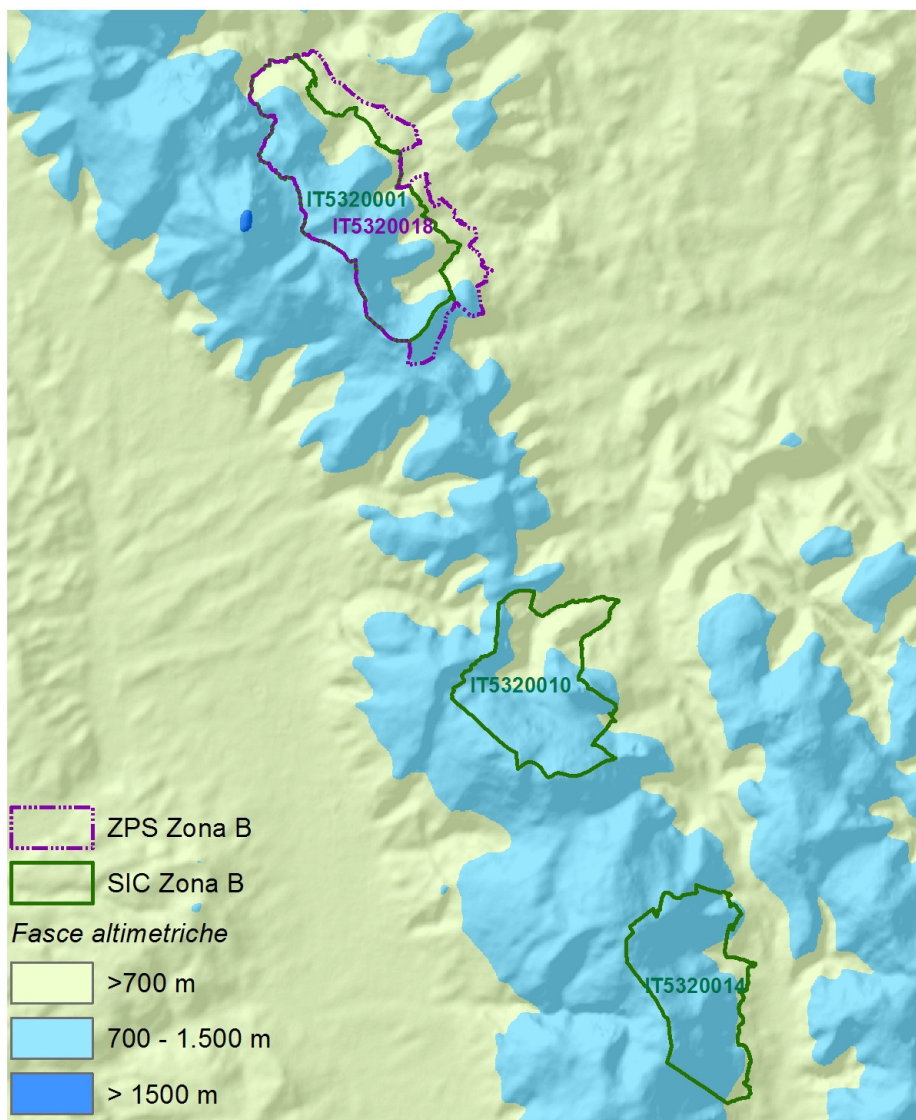 IT5320001
IT5320018
IT5320010
IT5320014
ZPS Zona B
SIC Zona B
Fasce altimetriche
>700 m
700 - 1.500 m
> 1500 m